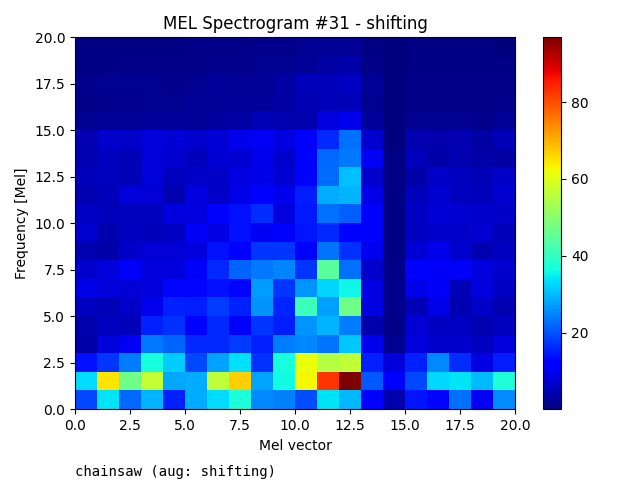 MEL Spectrogram #31 - shifting
20.0
17.5
15.0
12.5
10.0
7.5
5.0
2.5
0.0
Frequency [Mel]
0.0 2.5 5.0 7.5 10.0 12.5 15.0 17.5 20.0
Mel vector
80
60
40
20
chainsaw (aug: shifting)